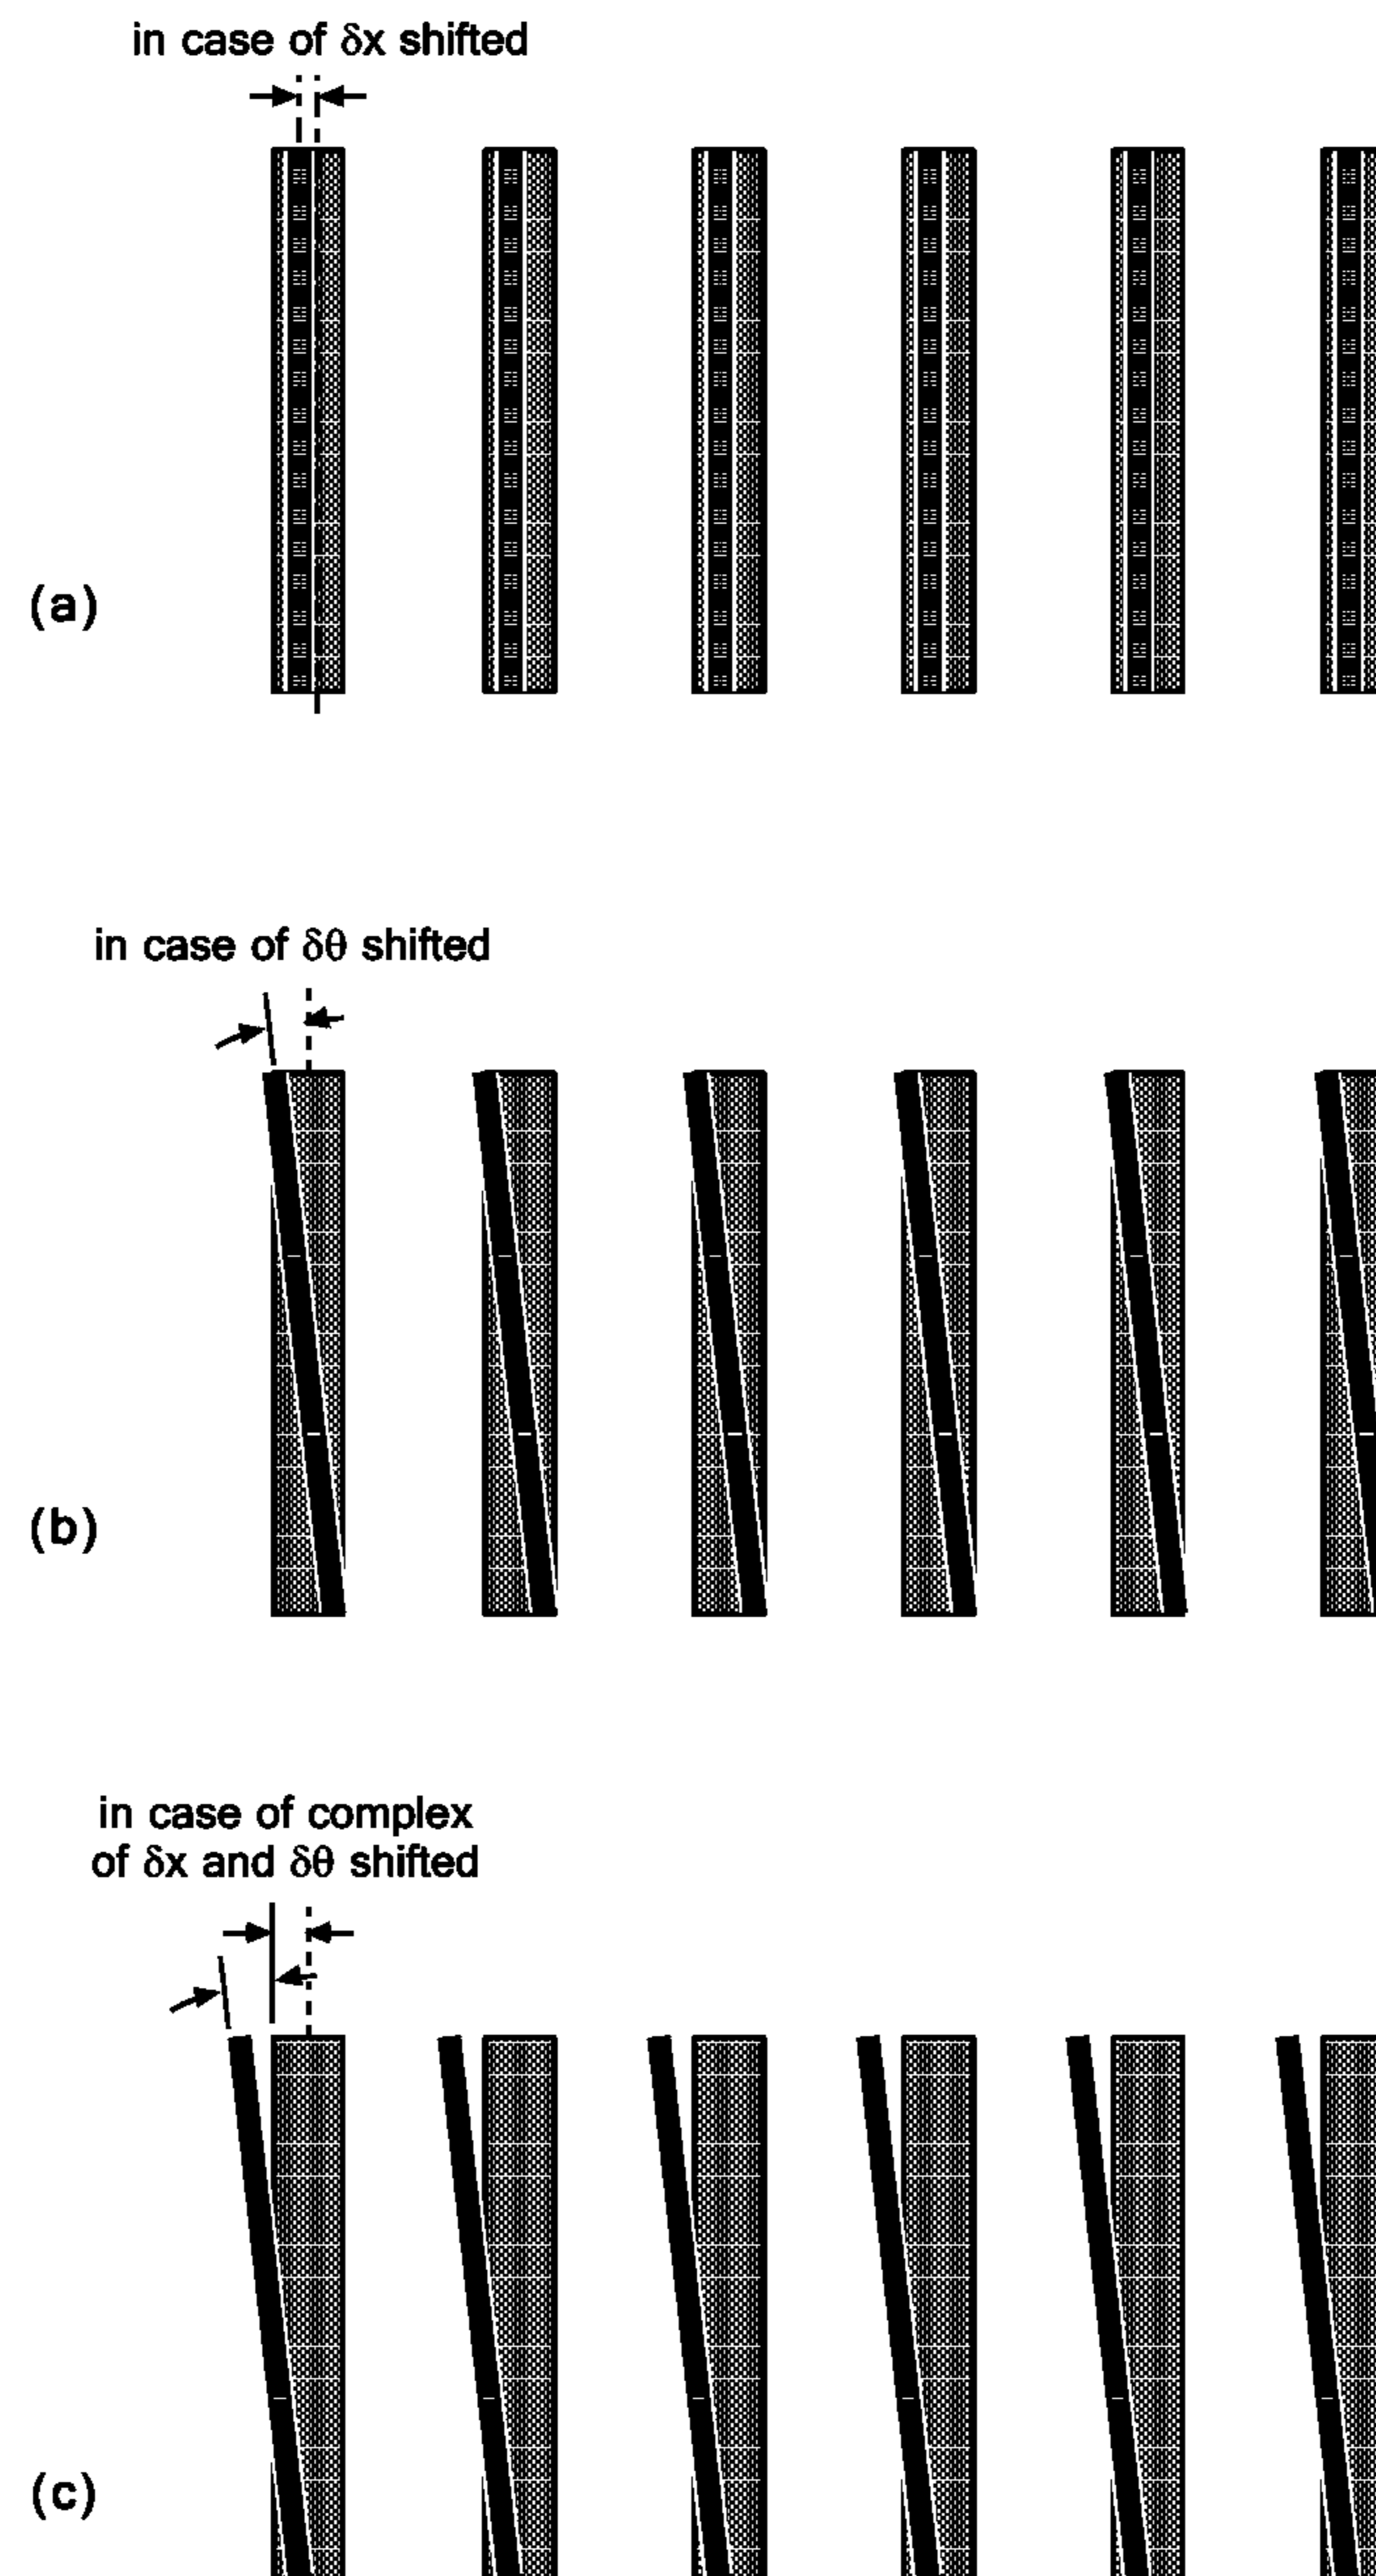 in case of δx shifted
(a)
in case of δθ shifted
(b)
in case of complex
of δx and δθ shifted
(c)